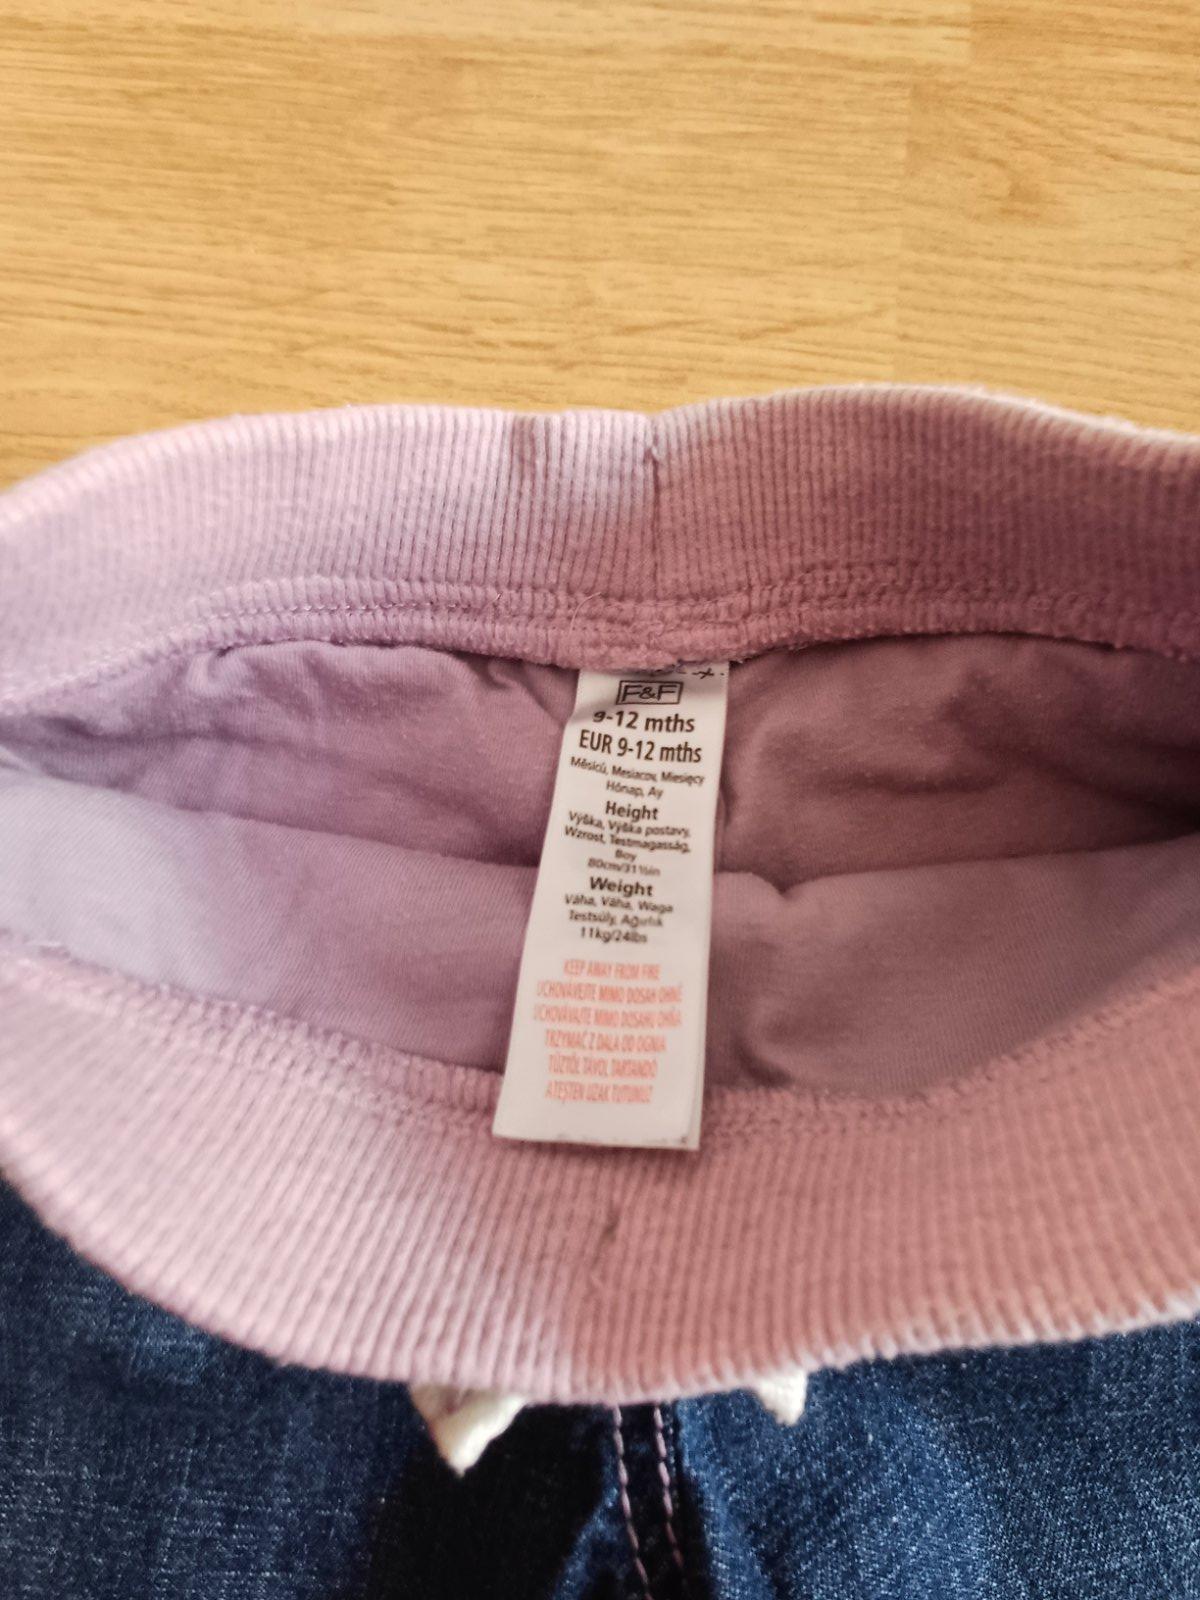 F&F
9-12 mths
EUR 9-12 mths
Měsíců, Mesiacov, Miesięcy
Hónap, Ay
Height
Výška, Výška postavy,
Wzrost, Testmagasság,
Boy
80cm/31½in
Weight
Váha, Váha, Waga
Testsúly, Ağırlık
11kg/24lbs
KEEP AWAY FROM FIRE
UCHOVÁVEJTE MIMO DOSAH OHNĚ
UCHOVÁVAJTE MIMO DOSAHU OHŇA
TRZYMAĆ Z DALA OD OGNIA
TŰZTŐL TÁVOL TARTANDÓ
ATEŞTEN UZAK TUTUNUZ